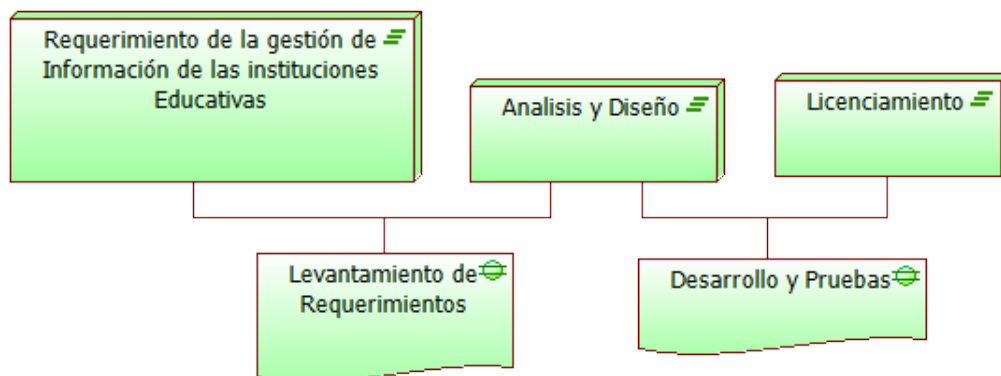 Requerimiento de la gestión de
Información de las instituciones
Educativas
Analisis y Diseño
Licenciamiento
Levantamiento de
Requerimientos
Desarrollo y Pruebas